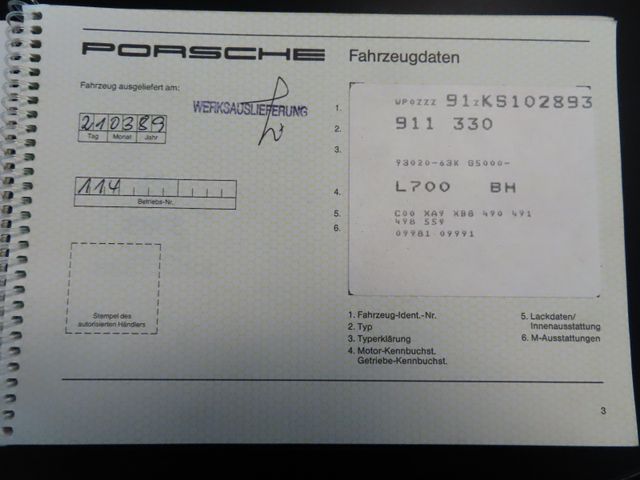 PORSCHE
Fahrzeugdaten
Fahrzeug ausgeliefert am:
WERKSAUSLIEFERUNG
210389
Tag Monat Jahr
114
Betriebs-Nr.
Stempel des
autorisierten Händlers
1. WP0ZZZ 91ZKS102893
2. 911 330
3.
93020-63K 85000-
4. L700 BH
5. C00 XA9 XB8 490 491
498 559
6. 09981 09991
1. Fahrzeug-Ident.-Nr.
2. Typ
3. Typerklärung
4. Motor-Kennbuchst.
Getriebe-Kennbuchst.
5. Lackdaten/
Innenausstattung
6. M-Ausstattungen
3